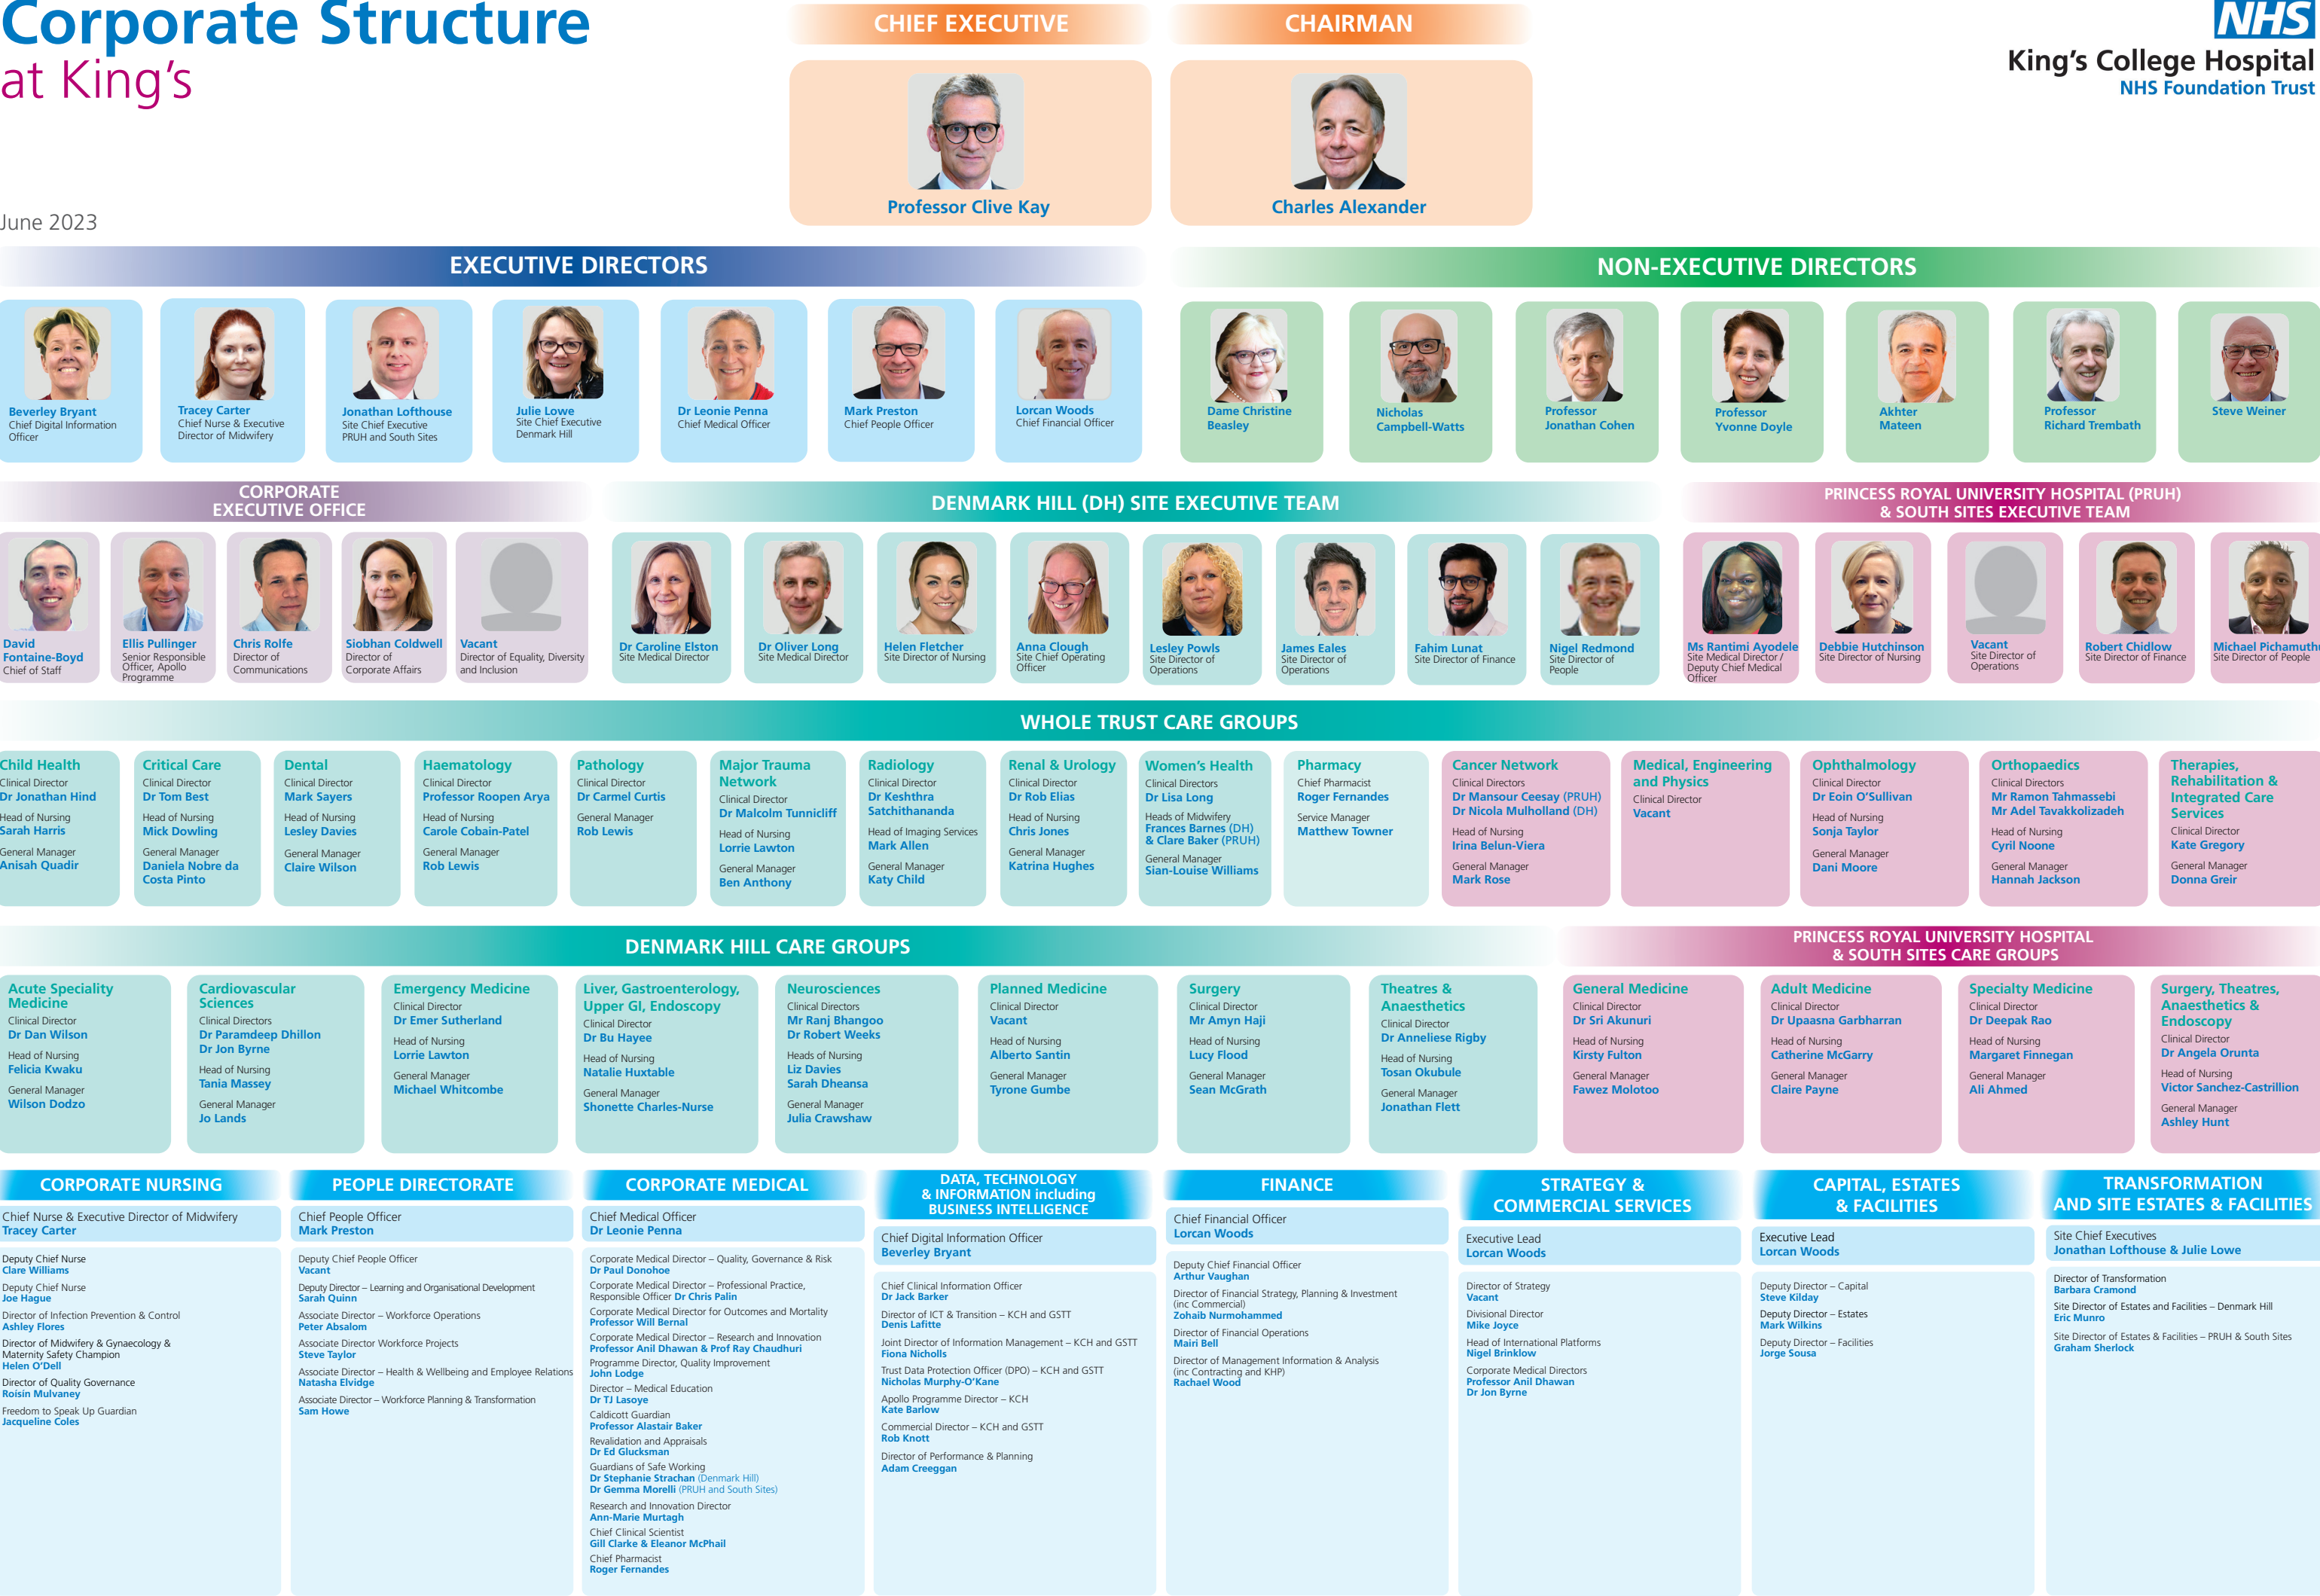 Corporate Structure
at King's
June 2023
CHIEF EXECUTIVE
Professor Clive Kay
CHAIRMAN
Charles Alexander
NHS
King's College Hospital
NHS Foundation Trust
EXECUTIVE DIRECTORS
Beverley Bryant
Chief Digital Information
Officer
Tracey Carter
Chief Nurse & Executive
Director of Midwifery
Jonathan Lofthouse
Site Chief Executive
PRUH and South Sites
Julie Lowe
Site Chief Executive
Denmark Hill
Dr Leonie Penna
Chief Medical Officer
Mark Preston
Chief People Officer
Lorcan Woods
Chief Financial Officer
NON-EXECUTIVE DIRECTORS
Dame Christine
Beasley
Nicholas
Campbell-Watts
Professor
Jonathan Cohen
Professor
Yvonne Doyle
Akhter
Mateen
Professor
Richard Trembath
Steve Weiner
CORPORATE
EXECUTIVE OFFICE
David
Fontaine-Boyd
Chief of Staff
Ellis Pullinger
Senior Responsible
Officer, Apollo
Programme
Chris Rolfe
Director of
Communications
Siobhan Coldwell
Director of
Corporate Affairs
Vacant
Director of Equality, Diversity
and Inclusion
DENMARK HILL (DH) SITE EXECUTIVE TEAM
Dr Caroline Elston
Site Medical Director
Dr Oliver Long
Site Medical Director
Helen Fletcher
Site Director of Nursing
Anna Clough
Site Chief Operating
Officer
Lesley Powls
Site Director of
Operations
James Eales
Site Director of
Operations
Fahim Lunat
Site Director of Finance
Nigel Redmond
Site Director of
People
PRINCESS ROYAL UNIVERSITY HOSPITAL (PRUH)
& SOUTH SITES EXECUTIVE TEAM
Ms Rantimi Ayodele
Site Medical Director /
Deputy Chief Medical
Officer
Debbie Hutchinson
Site Director of Nursing
Vacant
Site Director of
Operations
Robert Chidlow
Site Director of Finance
Michael Pichamuthu
Site Director of People
WHOLE TRUST CARE GROUPS
Child Health
Clinical Director
Dr Jonathan Hind
Head of Nursing
Sarah Harris
General Manager
Anisah Quadir
Critical Care
Clinical Director
Dr Tom Best
Head of Nursing
Mick Dowling
General Manager
Daniela Nobre da
Costa Pinto
Dental
Clinical Director
Mark Sayers
Head of Nursing
Lesley Davies
General Manager
Claire Wilson
Haematology
Clinical Director
Professor Roopen Arya
Head of Nursing
Carole Cobain-Patel
General Manager
Rob Lewis
Pathology
Clinical Director
Dr Carmel Curtis
General Manager
Rob Lewis
Major Trauma
Network
Clinical Director
Dr Malcolm Tunnicliff
Head of Nursing
Lorrie Lawton
General Manager
Ben Anthony
Radiology
Clinical Director
Dr Keshthra
Satchithananda
Head of Imaging Services
Mark Allen
General Manager
Katy Child
Renal & Urology
Clinical Director
Dr Rob Elias
Head of Nursing
Chris Jones
General Manager
Katrina Hughes
Women's Health
Clinical Directors
Dr Lisa Long
Heads of Midwifery
Frances Barnes (DH)
& Clare Baker (PRUH)
General Manager
Sian-Louise Williams
Pharmacy
Chief Pharmacist
Roger Fernandes
Service Manager
Matthew Towner
Cancer Network
Clinical Directors
Dr Mansour Ceesay (PRUH)
Dr Nicola Mulholland (DH)
Head of Nursing
Irina Belun-Viera
General Manager
Mark Rose
Medical, Engineering
and Physics
Clinical Director
Vacant
Ophthalmology
Clinical Director
Dr Eoin O'Sullivan
Head of Nursing
Sonja Taylor
General Manager
Dani Moore
Orthopaedics
Clinical Directors
Mr Ramon Tahmassebi
Mr Adel Tavakkolizadeh
Head of Nursing
Cyril Noone
General Manager
Hannah Jackson
Therapies,
Rehabilitation &
Integrated Care
Services
Clinical Director
Kate Gregory
General Manager
Donna Greir
DENMARK HILL CARE GROUPS
Acute Speciality
Medicine
Clinical Director
Dr Dan Wilson
Head of Nursing
Felicia Kwaku
General Manager
Wilson Dodzo
Cardiovascular
Sciences
Clinical Directors
Dr Paramdeep Dhillon
Dr Jon Byrne
Head of Nursing
Tania Massey
General Manager
Jo Lands
Emergency Medicine
Clinical Director
Dr Emer Sutherland
Head of Nursing
Lorrie Lawton
General Manager
Michael Whitcombe
Liver, Gastroenterology,
Upper GI, Endoscopy
Clinical Director
Dr Bu Hayee
Head of Nursing
Natalie Huxtable
General Manager
Shonette Charles-Nurse
Neurosciences
Clinical Directors
Mr Ranj Bhangoo
Dr Robert Weeks
Heads of Nursing
Liz Davies
Sarah Dheansa
General Manager
Julia Crawshaw
Planned Medicine
Clinical Director
Vacant
Head of Nursing
Alberto Santin
General Manager
Tyrone Gumbe
Surgery
Clinical Director
Mr Amyn Haji
Head of Nursing
Lucy Flood
General Manager
Sean McGrath
Theatres &
Anaesthetics
Clinical Director
Dr Anneliese Rigby
Head of Nursing
Tosan Okubule
General Manager
Jonathan Flett
PRINCESS ROYAL UNIVERSITY HOSPITAL
& SOUTH SITES CARE GROUPS
General Medicine
Clinical Director
Dr Sri Akunuri
Head of Nursing
Kirsty Fulton
General Manager
Fawez Molotoo
Adult Medicine
Clinical Director
Dr Upaasna Garbharran
Head of Nursing
Catherine McGarry
General Manager
Claire Payne
Specialty Medicine
Clinical Director
Dr Deepak Rao
Head of Nursing
Margaret Finnegan
General Manager
Ali Ahmed
Surgery, Theatres,
Anaesthetics &
Endoscopy
Clinical Director
Dr Angela Orunta
Head of Nursing
Victor Sanchez-Castrillion
General Manager
Ashley Hunt
CORPORATE NURSING
Chief Nurse & Executive Director of Midwifery
Tracey Carter
Deputy Chief Nurse
Clare Williams
Deputy Chief Nurse
Joe Hague
Director of Infection Prevention & Control
Ashley Flores
Director of Midwifery & Gynaecology &
Maternity Safety Champion
Helen O'Dell
Director of Quality Governance
Roisin Mulvaney
Freedom to Speak Up Guardian
Jacqueline Coles
PEOPLE DIRECTORATE
Chief People Officer
Mark Preston
Deputy Chief People Officer
Vacant
Deputy Director – Learning and Organisational Development
Sarah Quinn
Associate Director – Workforce Operations
Peter Absalom
Associate Director Workforce Projects
Steve Taylor
Associate Director – Health & Wellbeing and Employee Relations
Natasha Elvidge
Associate Director – Workforce Planning & Transformation
Sam Howe
CORPORATE MEDICAL
Chief Medical Officer
Dr Leonie Penna
Corporate Medical Director – Quality, Governance & Risk
Dr Paul Donohoe
Corporate Medical Director – Professional Practice,
Responsible Officer Dr Chris Palin
Corporate Medical Director for Outcomes and Mortality
Professor Will Bernal
Corporate Medical Director – Research and Innovation
Professor Anil Dhawan & Prof Ray Chaudhuri
Programme Director, Quality Improvement
John Lodge
Director – Medical Education
Dr TJ Lasoye
Caldicott Guardian
Professor Alastair Baker
Revalidation and Appraisals
Dr Ed Glucksman
Guardians of Safe Working
Dr Stephanie Strachan (Denmark Hill)
Dr Gemma Morelli (PRUH and South Sites)
Research and Innovation Director
Ann-Marie Murtagh
Chief Clinical Scientist
Gill Clarke & Eleanor McPhail
Chief Pharmacist
Roger Fernandes
DATA, TECHNOLOGY
& INFORMATION including
BUSINESS INTELLIGENCE
Chief Digital Information Officer
Beverley Bryant
Chief Clinical Information Officer
Dr Jack Barker
Director of ICT & Transition – KCH and GSTT
Denis Lafitte
Joint Director of Information Management – KCH and GSTT
Fiona Nicholls
Trust Data Protection Officer (DPO) – KCH and GSTT
Nicholas Murphy-O'Kane
Apollo Programme Director – KCH
Kate Barlow
Commercial Director – KCH and GSTT
Rob Knott
Director of Performance & Planning
Adam Creeggan
FINANCE
Chief Financial Officer
Lorcan Woods
Deputy Chief Financial Officer
Arthur Vaughan
Director of Financial Strategy, Planning & Investment
(inc Commercial)
Zohaib Nurmohammed
Director of Financial Operations
Mairi Bell
Director of Management Information & Analysis
(inc Contracting and KHP)
Rachael Wood
STRATEGY &
COMMERCIAL SERVICES
Executive Lead
Lorcan Woods
Director of Strategy
Vacant
Divisional Director
Mike Joyce
Head of International Platforms
Nigel Brinklow
Corporate Medical Directors
Professor Anil Dhawan
Dr Jon Byrne
CAPITAL, ESTATES
& FACILITIES
Executive Lead
Lorcan Woods
Deputy Director – Capital
Steve Kilday
Deputy Director – Estates
Mark Wilkins
Deputy Director – Facilities
Jorge Sousa
TRANSFORMATION
AND SITE ESTATES & FACILITIES
Site Chief Executives
Jonathan Lofthouse & Julie Lowe
Director of Transformation
Barbara Cramond
Site Director of Estates and Facilities – Denmark Hill
Eric Munro
Site Director of Estates & Facilities – PRUH & South Sites
Graham Sherlock